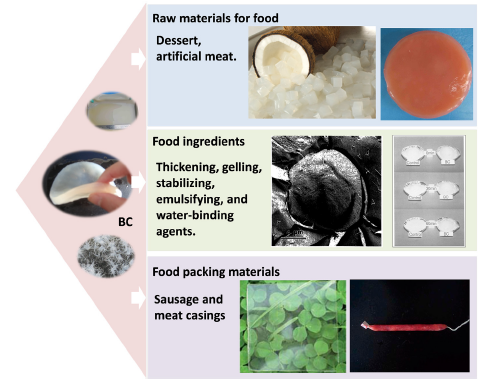 Raw materials for food
Dessert,
artificial meat.
BC
Food ingredients
Thickening, gelling,
stabilizing,
emulsifying, and
water-binding
agents.
Food packing materials
Sausage and
meat casings